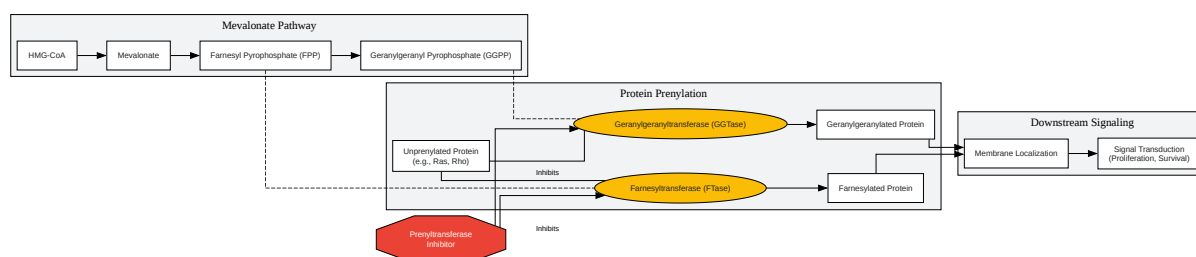 Mevalonate Pathway
HMG-CoA
Mevalonate
Farnesyl Pyrophosphate (FPP)
Geranylgeranyl Pyrophosphate (GGPP)
Protein Prenylation
Geranylgeranyltransferase (GGTase)
Geranylgeranylated Protein
Unprenylated Protein
(e.g., Ras, Rho)
Inhibits
Farnesyltransferase (FTase)
Farnesylated Protein
Downstream Signaling
Membrane Localization
Signal Transduction
(Proliferation, Survival)
Prenyltransferase
Inhibitor
Inhibits